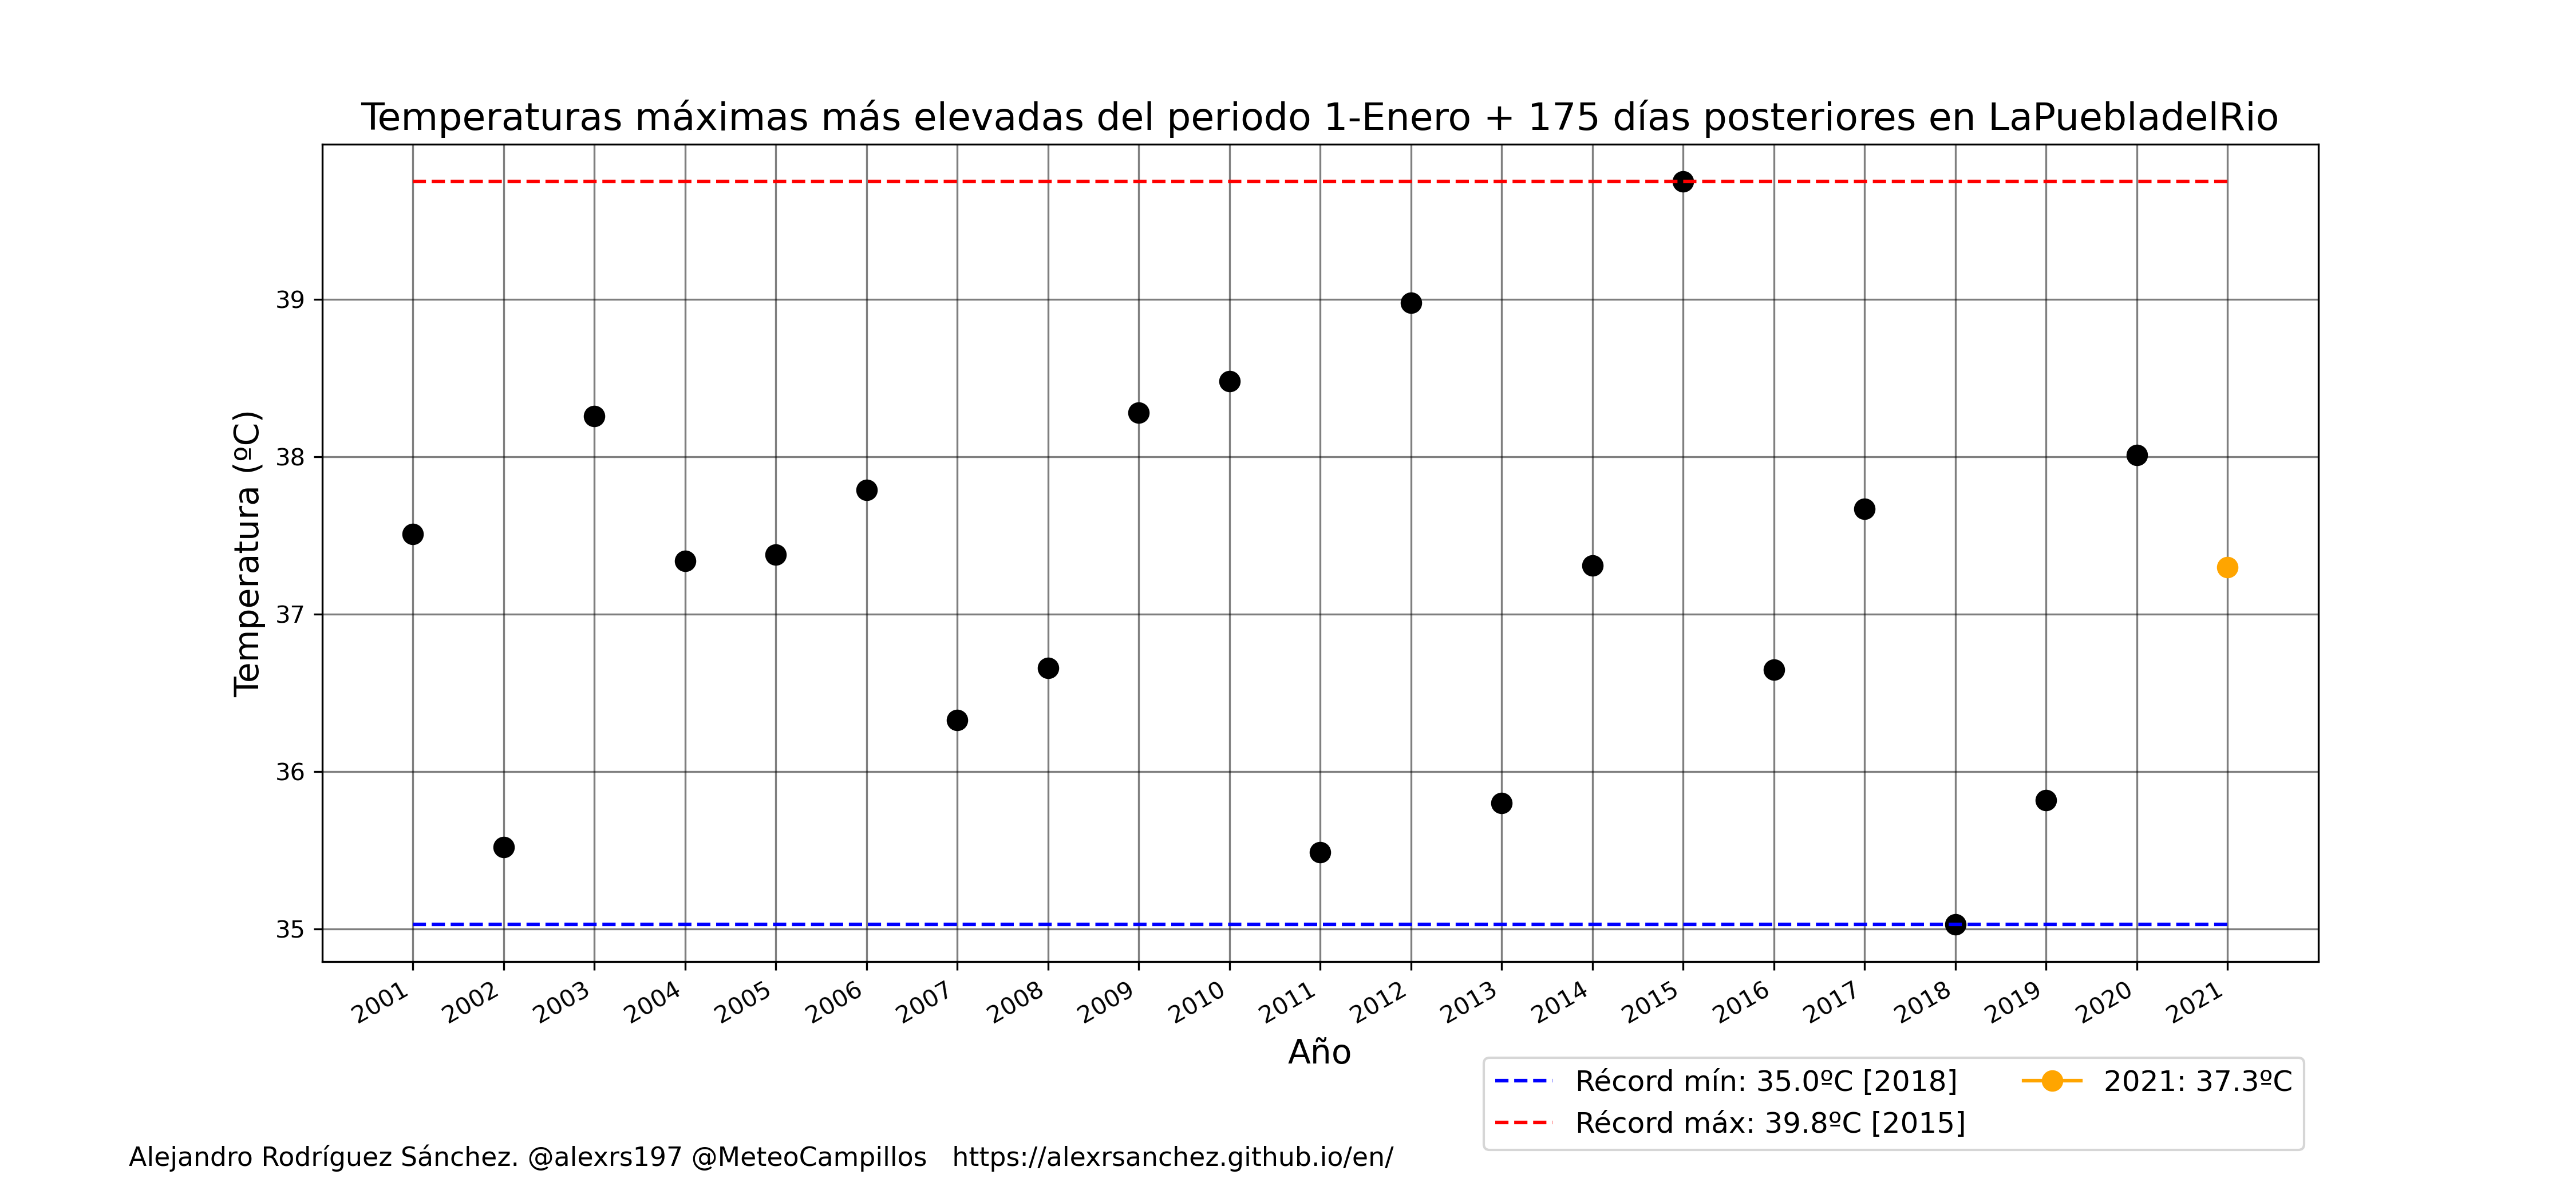 Temperaturas máximas más elevadas del periodo 1-Enero + 175 días posteriores en LaPuebladelRio
Temperatura (ºC)
39
38
37
36
35
2001 2002 2003 2004 2005 2006 2007 2008 2009 2010 2011 2012 2013 2014 2015 2016 2017 2018 2019 2020 2021
Año
Récord mín: 35.0ºC [2018] 2021: 37.3ºC
Récord máx: 39.8ºC [2015]
Alejandro Rodríguez Sánchez. @alexrs197 @MeteoCampillos https://alexrsanchez.github.io/en/